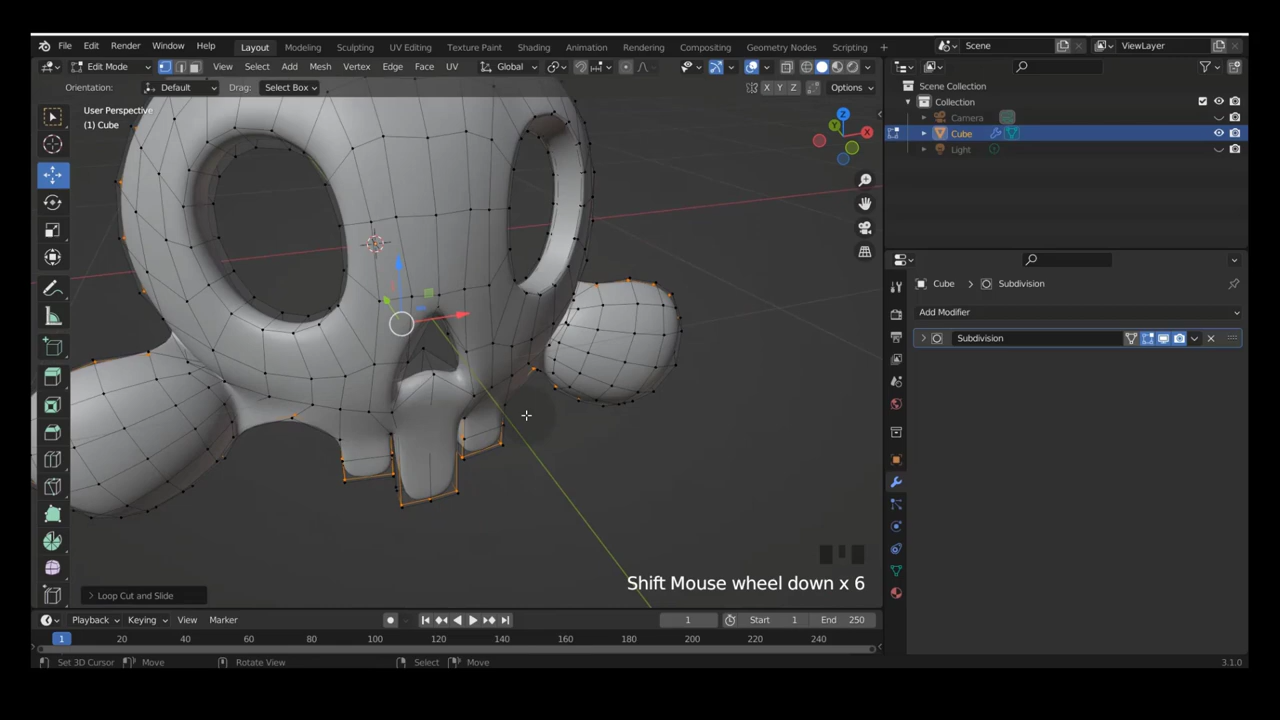 File Edit Render Window Help Layout Modeling Sculpting UV Editing Texture Paint Shading Animation Rendering Compositing Geometry Nodes Scripting + Scene ViewLayer
Edit Mode View Select Add Mesh Vertex Edge Face UV Global
Orientation: Default Drag: Select Box X Y Z Options
User Perspective
(1) Cube
Z
Y
X
Scene Collection
Collection
Camera
Cube
Light
Cube > Subdivision
Add Modifier
Subdivision
Shift Mouse wheel down x 6
> Loop Cut and Slide
Playback Keying View Marker 1 Start 1 End 250
1 20 40 60 80 100 120 140 160 180 200 220 240
Set 3D Cursor Move Rotate View Select Move 3.1.0